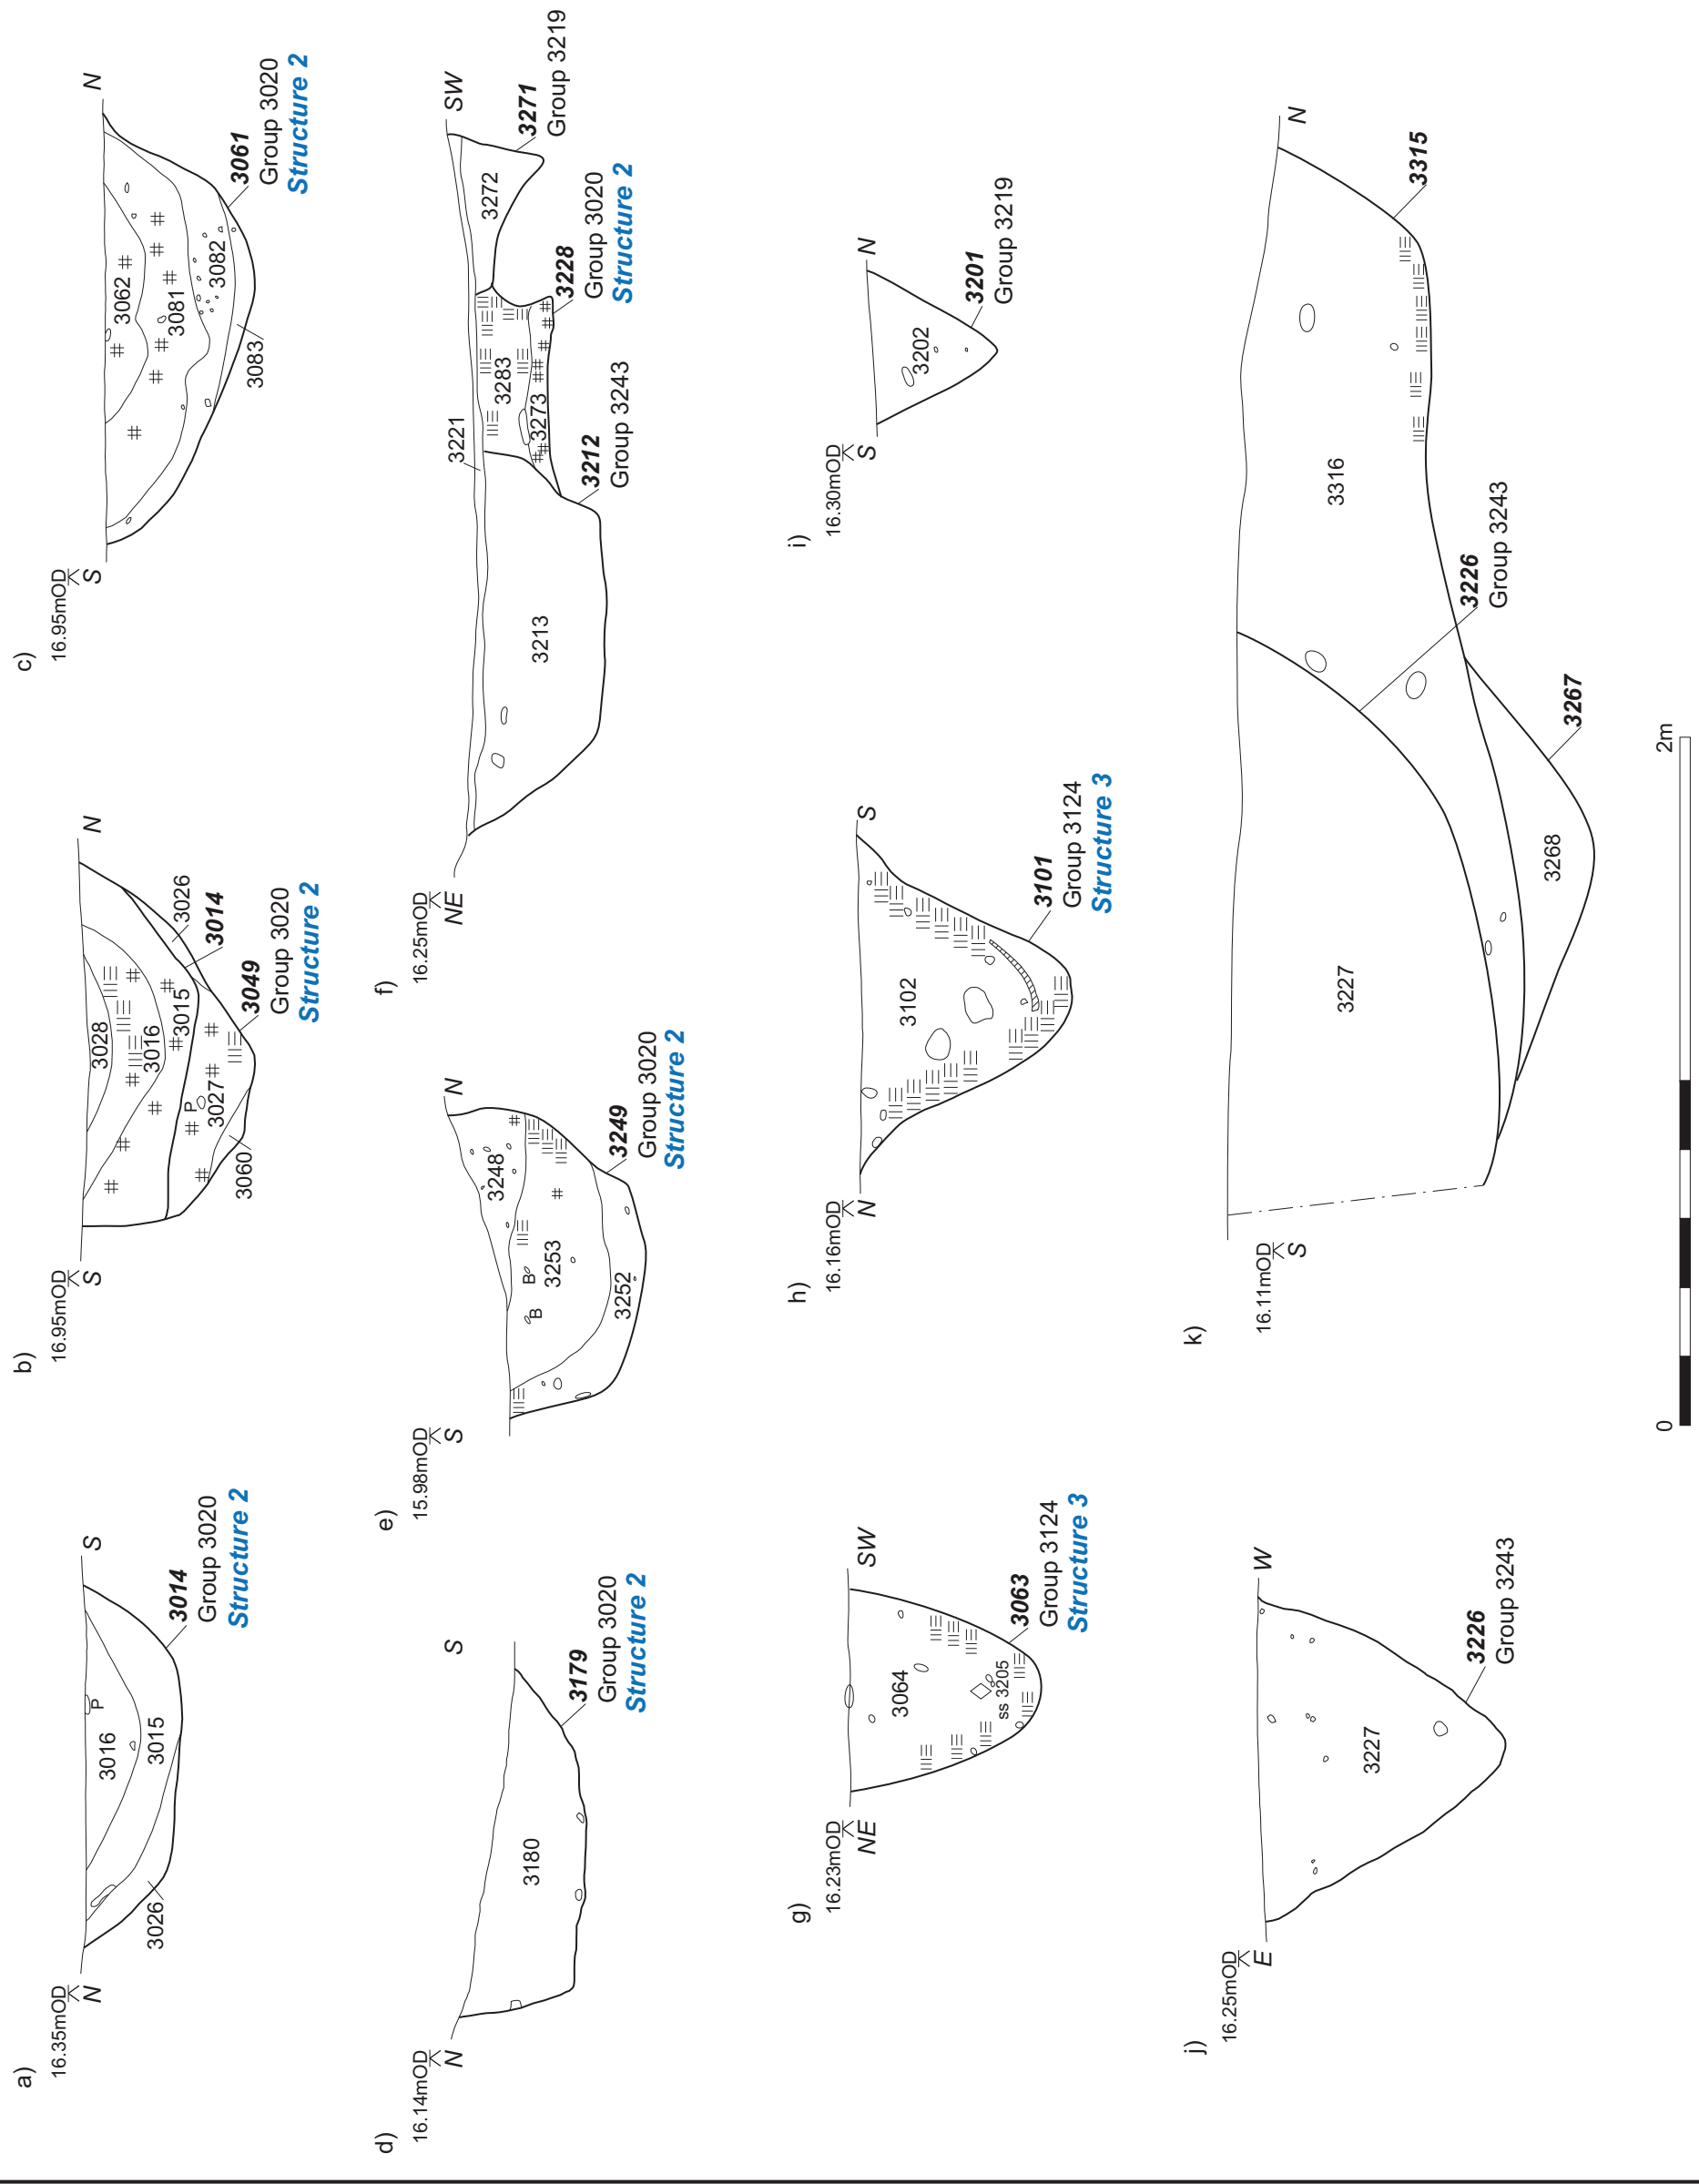 a)
16.35mOD
N
S
3016
P
3015
3026
3014
Group 3020
Structure 2
b)
16.95mOD
S
N
3028
3016
3015
3026
3014
P
3027
3060
3049
Group 3020
Structure 2
c)
16.95mOD
S
N
3062
3081
3082
3083
3061
Group 3020
Structure 2
d)
16.14mOD
N
S
3180
3179
Group 3020
Structure 2
e)
15.98mOD
S
N
3248
B
B
3253
3252
3249
Group 3020
Structure 2
f)
16.25mOD
NE
SW
3221
3213
3283
3273
3272
3212
Group 3243
3228
Group 3020
Structure 2
3271
Group 3219
g)
16.23mOD
NE
SW
3064
ss 3205
3063
Group 3124
Structure 3
h)
16.16mOD
N
S
3102
3101
Group 3124
Structure 3
i)
16.30mOD
S
N
3202
3201
Group 3219
j)
16.25mOD
E
W
3227
3226
Group 3243
k)
16.11mOD
S
N
3227
3316
3268
3226
Group 3243
3267
3315
0
2m